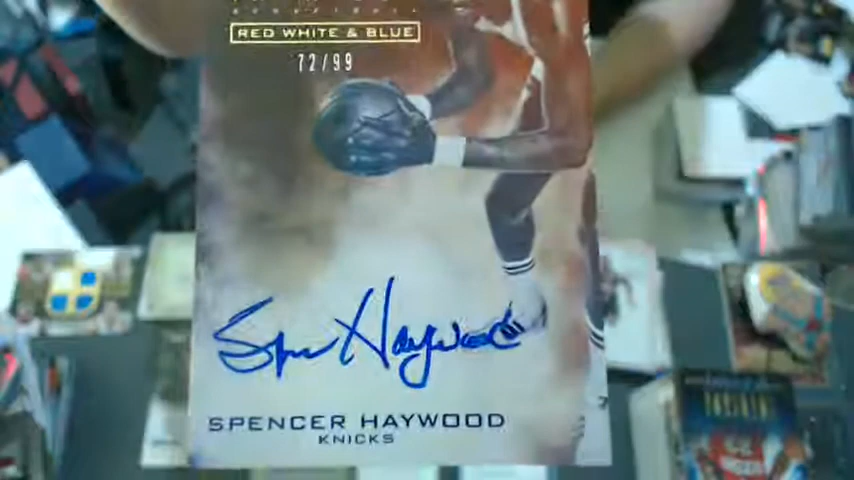 RED WHITE & BLUE
72/99
Spencer Haywood
SPENCER HAYWOOD
KNICKS